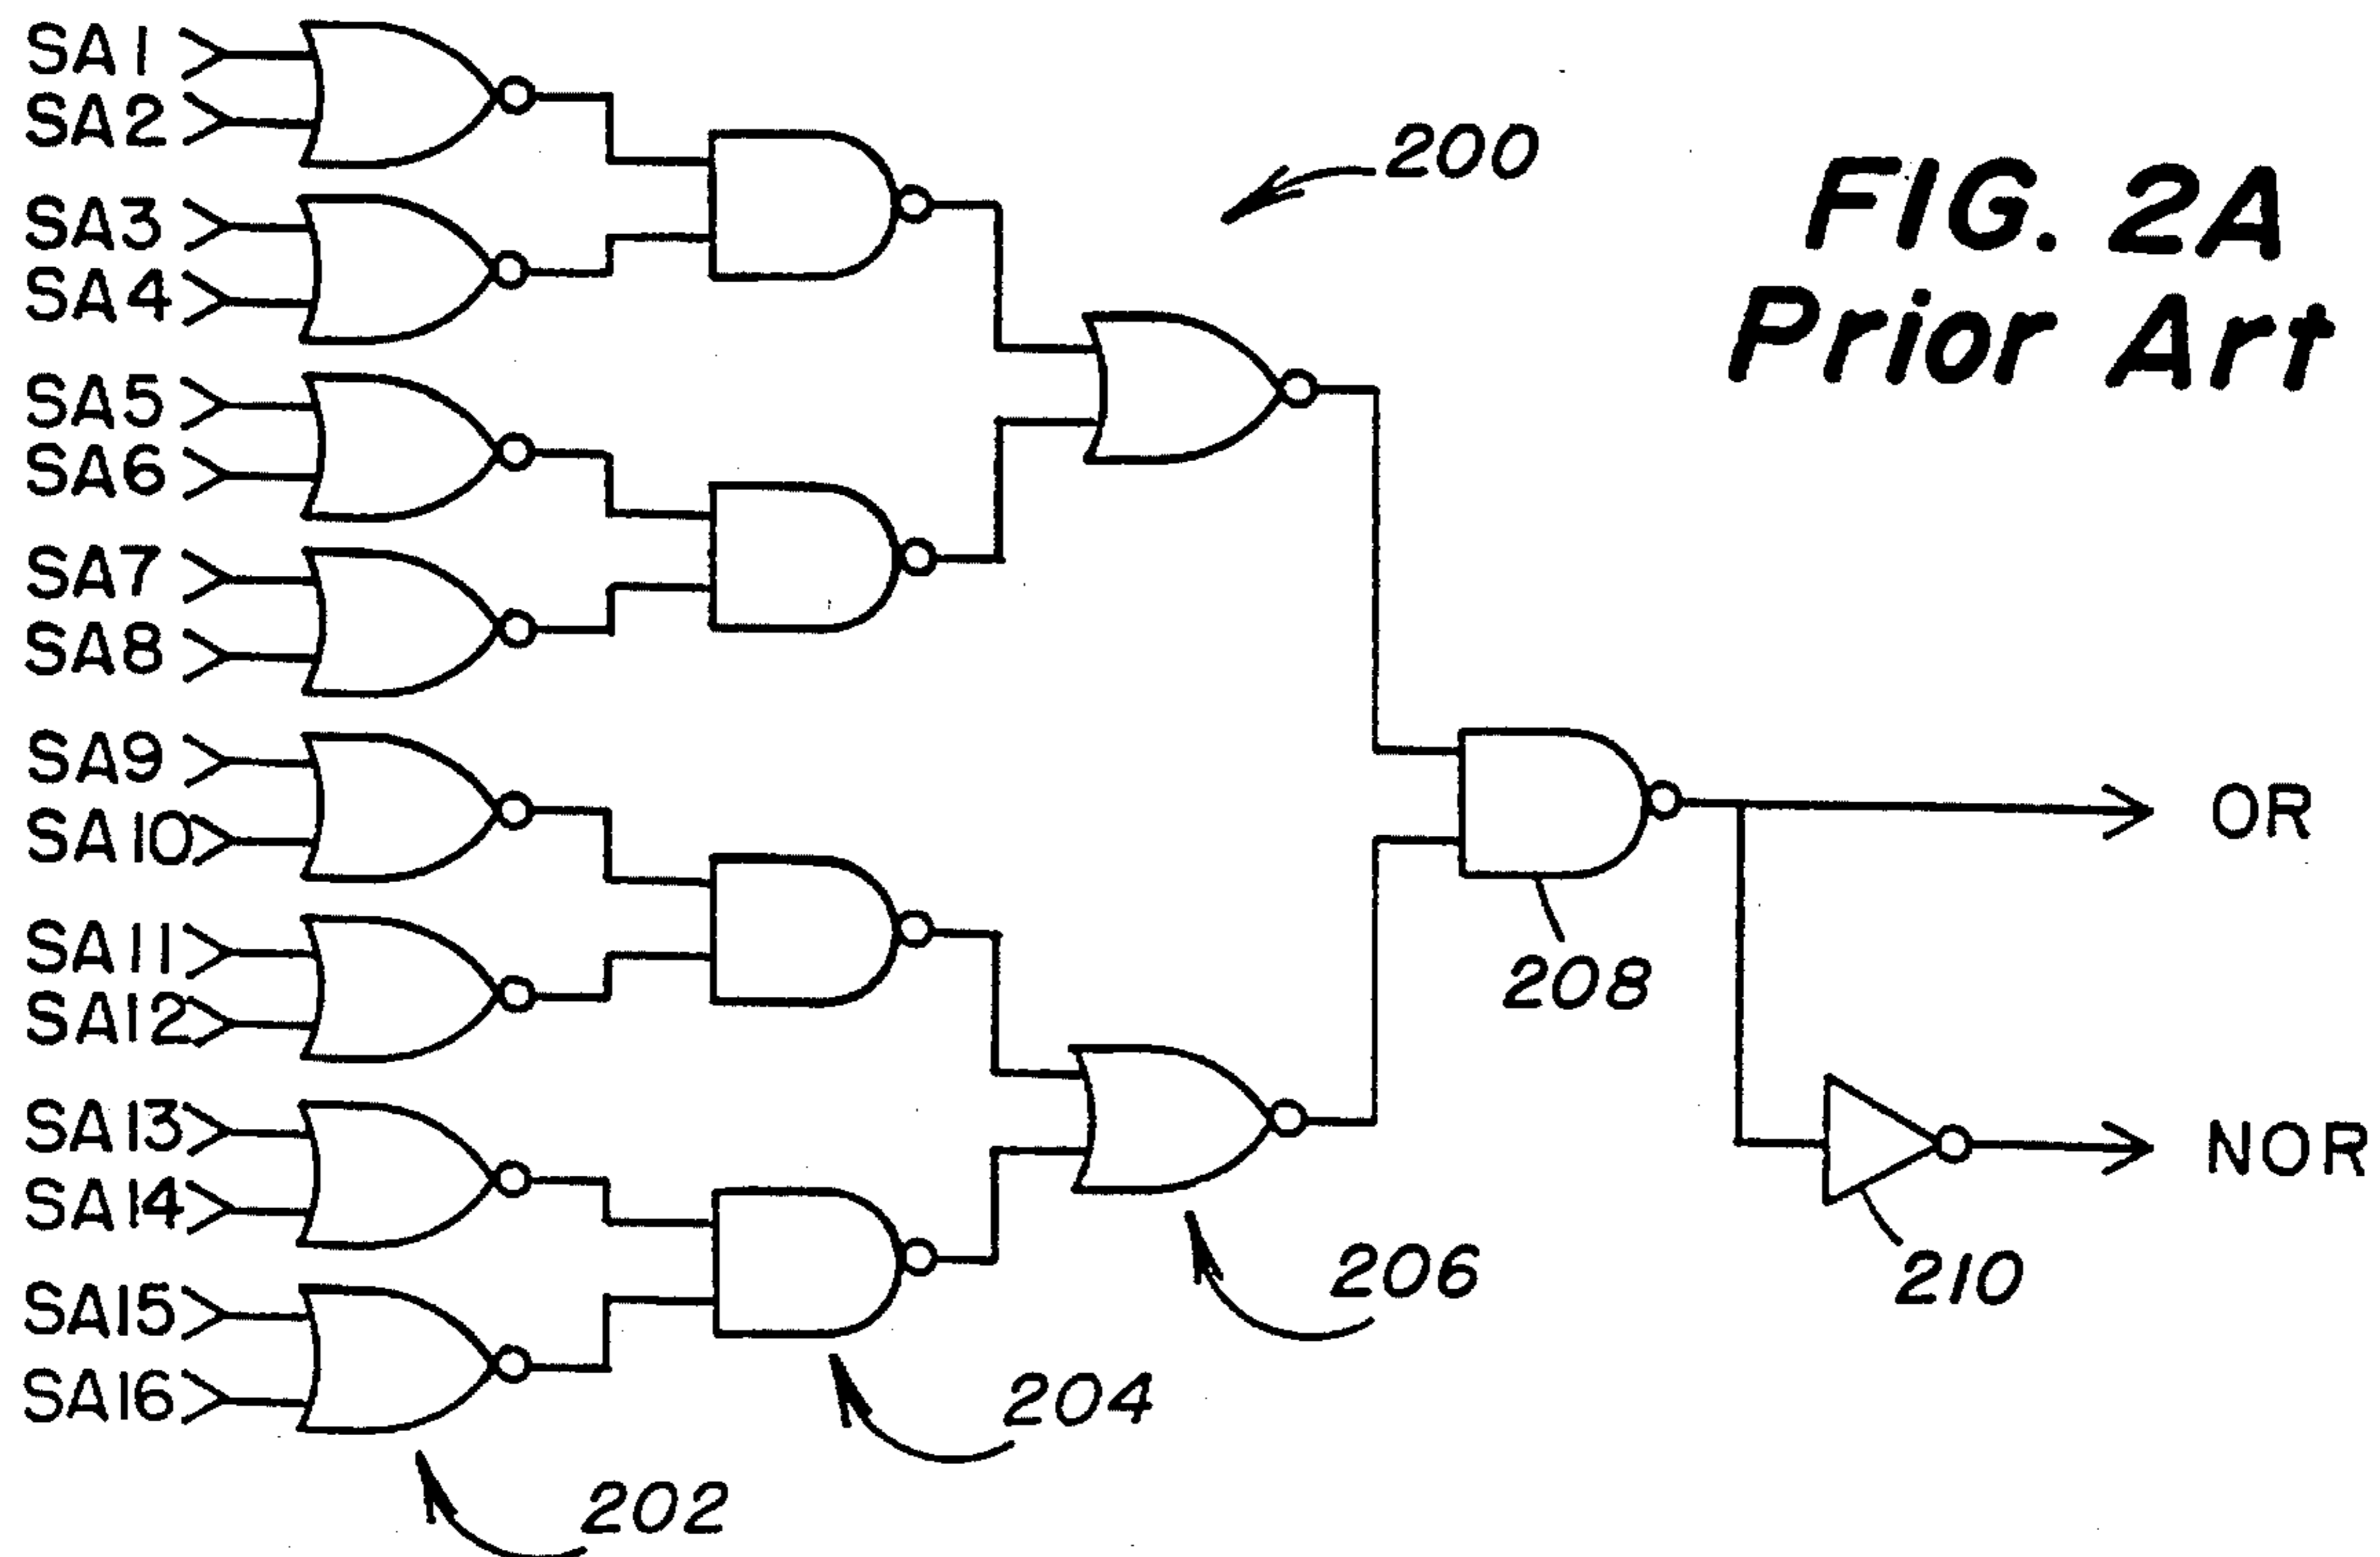 SA1
SA2
SA3
SA4
SA5
SA6
SA7
SA8
SA9
SA10
SA11
SA12
SA13
SA14
SA15
SA16
200
FIG. 2A
Prior Art
OR
208
NOR
210
206
204
202